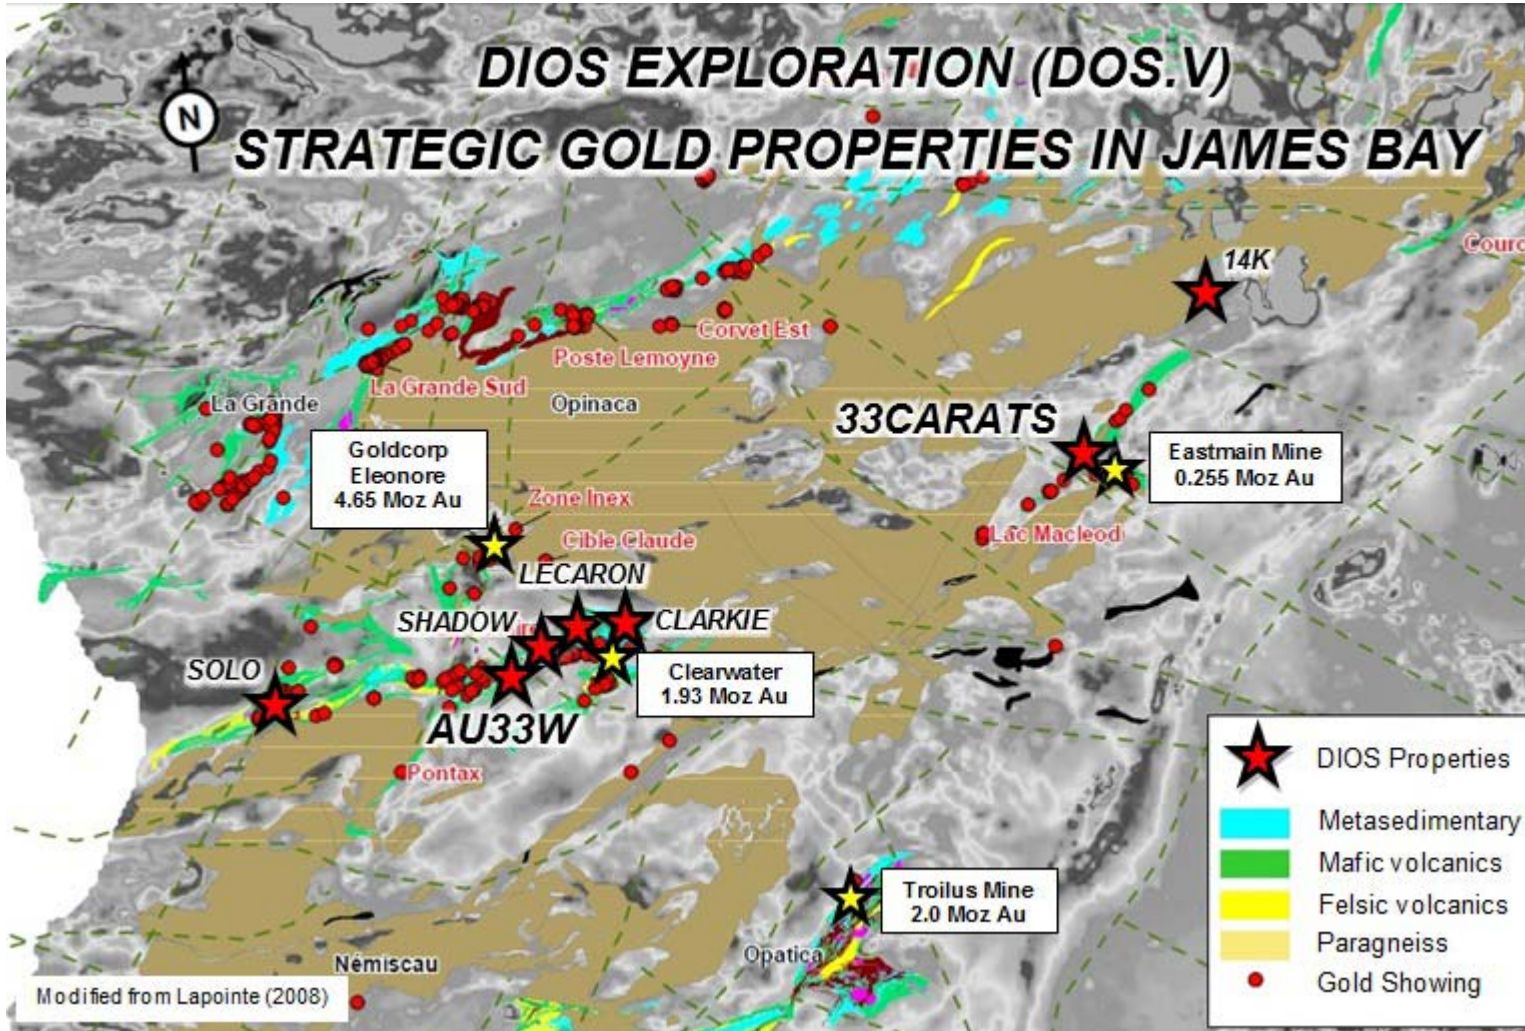 DIOS EXPLORATION (DOS.V)
N
STRATEGIC GOLD PROPERTIES IN JAMES BAY
14K
Corvet Est
Poste Lemoyne
La Grande Sud
La Grande
Opinaca
33CARATS
Goldcorp
Eleonore
4.65 Moz Au
Eastmain Mine
0.255 Moz Au
Zone Inex
Cible Claude
Lac Macleod
LECARON
SHADOW
CLARKIE
SOLO
Clearwater
1.93 Moz Au
AU33W
Pontax
Troilus Mine
2.0 Moz Au
Opatica
Némiscau
Modified from Lapointe (2008)
DIOS Properties
Metasedimentary
Mafic volcanics
Felsic volcanics
Paragneiss
Gold Showing